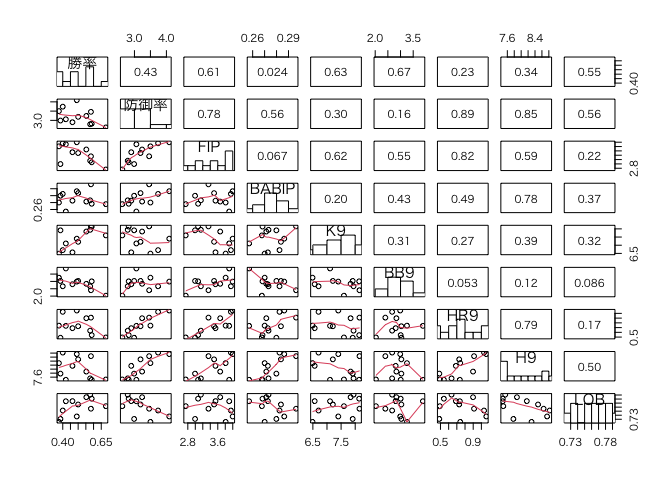 3.0 4.0 0.26 0.29 2.0 3.5 7.6 8.4
勝率 0.43 0.61 0.024 0.63 0.67 0.23 0.34 0.55 0.40
3.0 防御率 0.78 0.56 0.30 0.16 0.89 0.85 0.56
FIP 0.067 0.62 0.55 0.82 0.59 0.22 2.8
0.26 BABIP 0.20 0.43 0.49 0.78 0.37
K9 0.31 0.27 0.39 0.32 6.5
2.0 BB9 0.053 0.12 0.086
HR9 0.79 0.17 0.5
7.6 H9 0.50
LOB 0.73
0.40 0.65 2.8 3.6 6.5 7.5 0.5 0.9 0.73 0.78